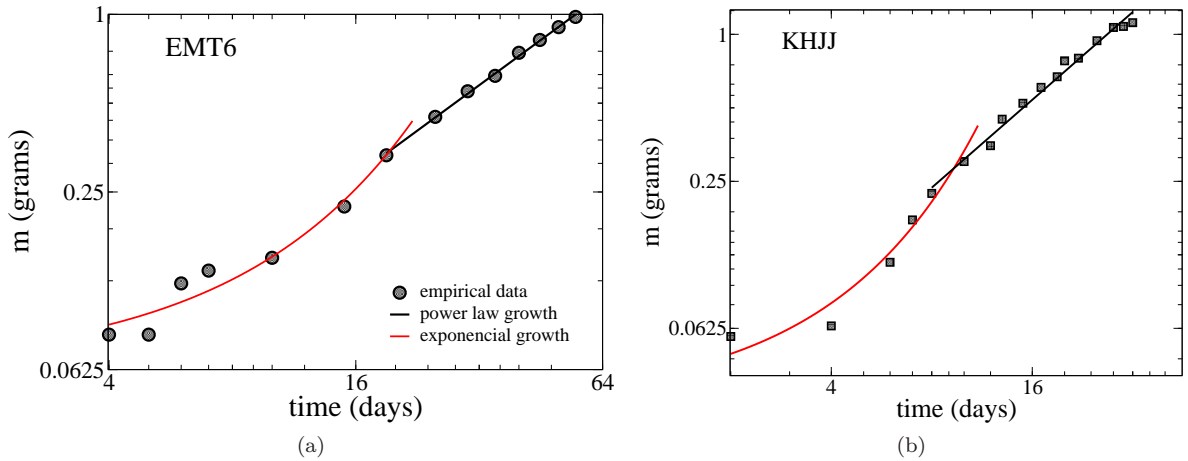 EMT6
m (grams)
1
0.25
0.0625
4
16
64
time (days)
empirical data
power law growth
exponencial growth
(a)
KHJJ
m (grams)
1
0.25
0.0625
4
16
time (days)
(b)